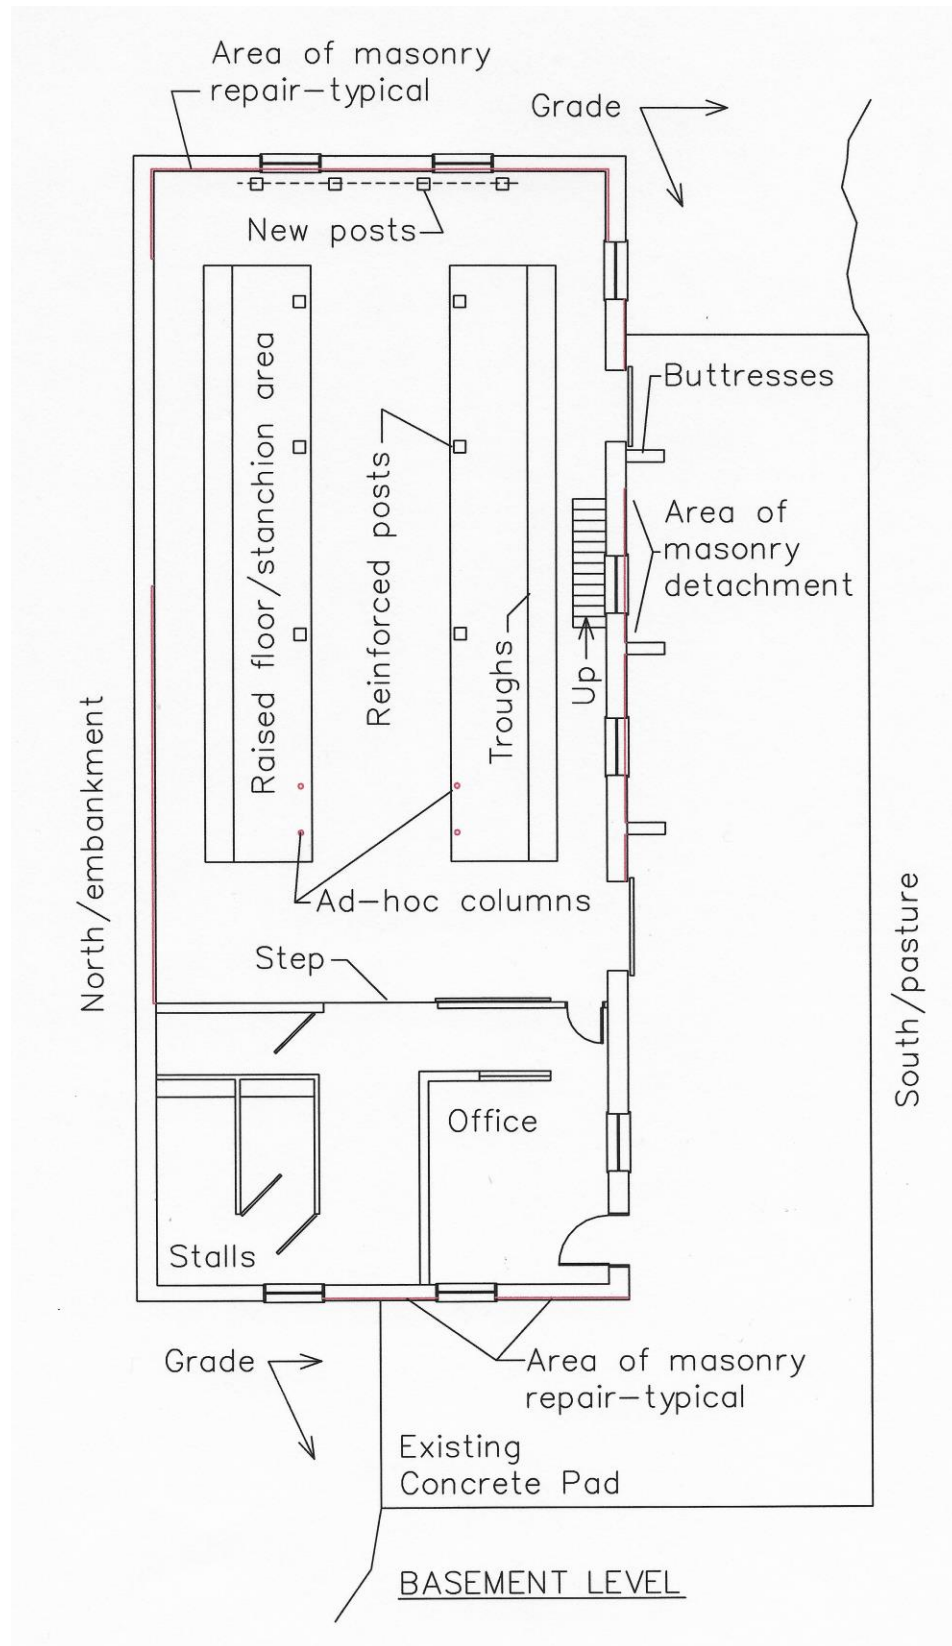 Area of masonry
repair-typical
Grade
New posts
Buttresses
Raised floor/stanchion area
Reinforced posts
Area of
masonry
detachment
Troughs
Up
North/embankment
Ad-hoc columns
South/pasture
Step
Office
Stalls
Grade
Area of masonry
repair-typical
Existing
Concrete Pad
BASEMENT LEVEL